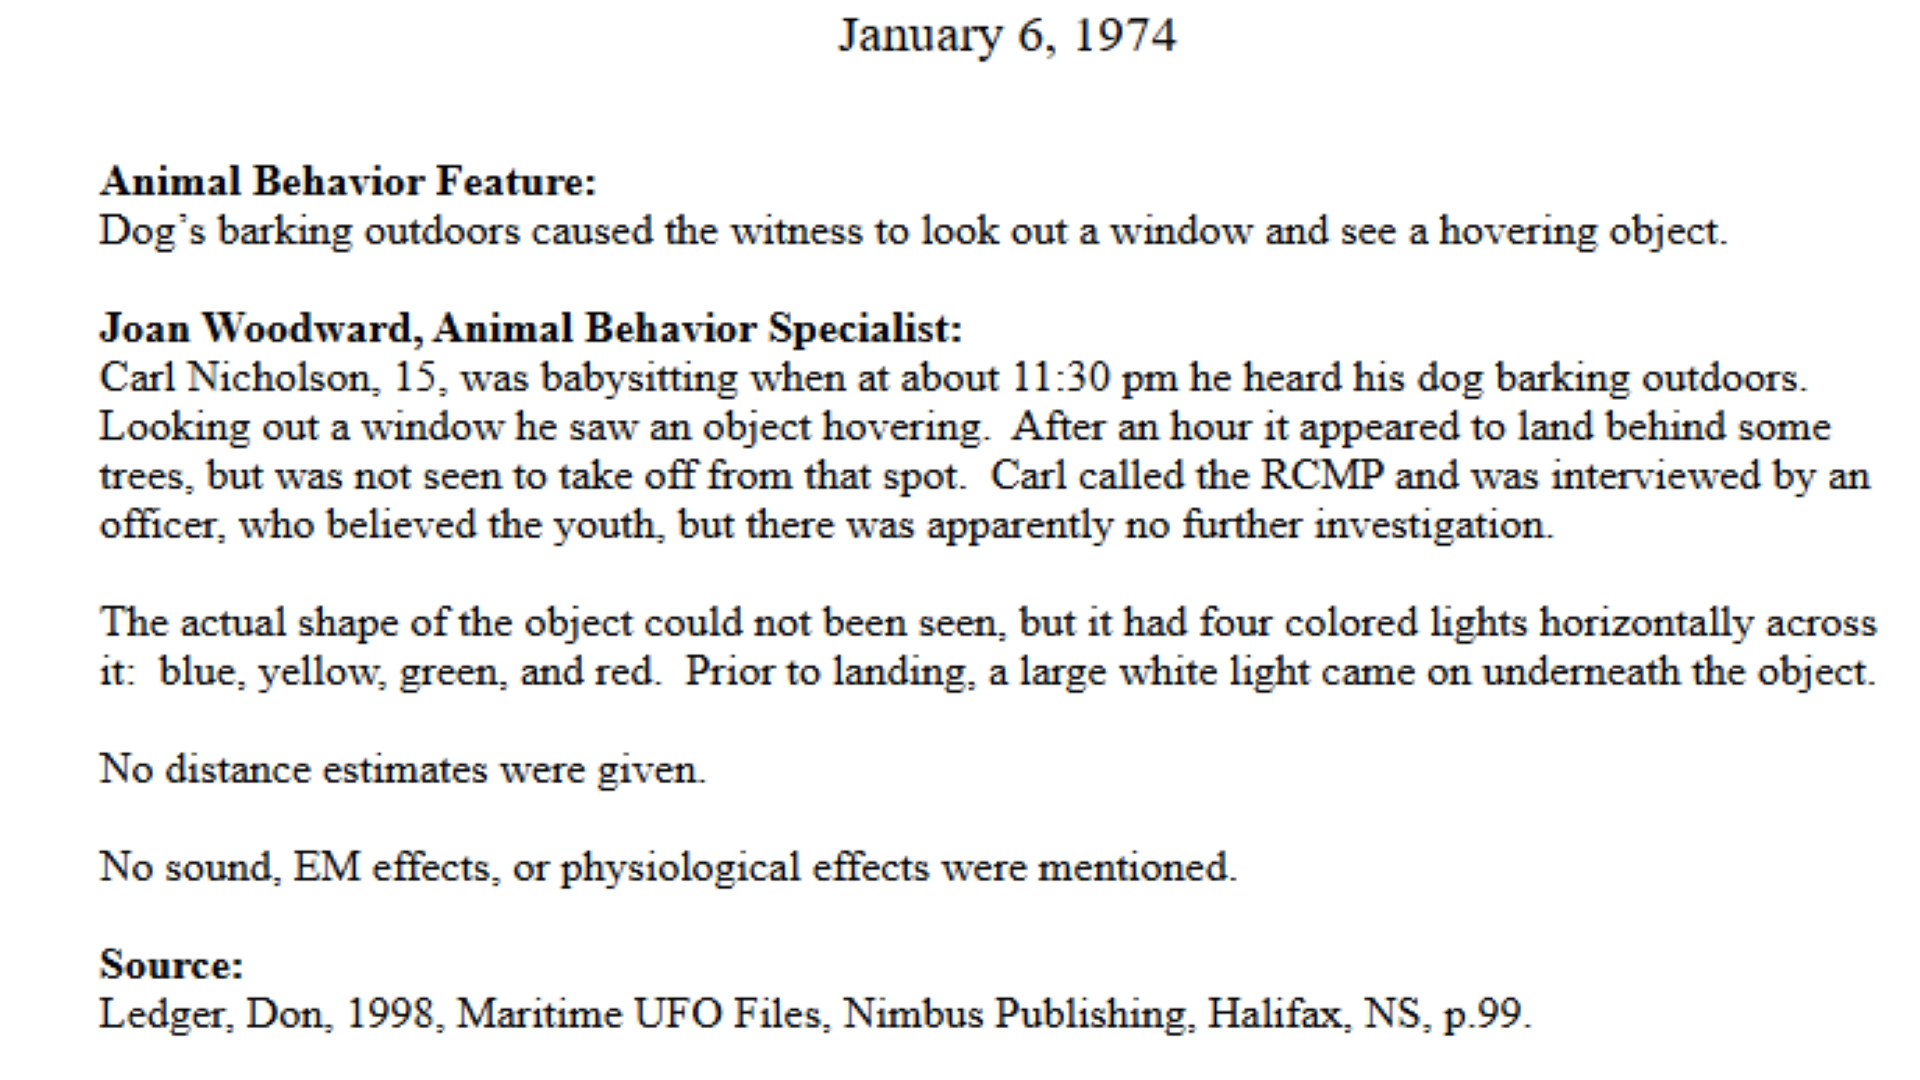 January 6, 1974
Animal Behavior Feature:
Dog’s barking outdoors caused the witness to look out a window and see a hovering object.
Joan Woodward, Animal Behavior Specialist:
Carl Nicholson, 15, was babysitting when at about 11:30 pm he heard his dog barking outdoors.
Looking out a window he saw an object hovering.  After an hour it appeared to land behind some
trees, but was not seen to take off from that spot.  Carl called the RCMP and was interviewed by an
officer, who believed the youth, but there was apparently no further investigation.
The actual shape of the object could not been seen, but it had four colored lights horizontally across
it:  blue, yellow, green, and red.  Prior to landing, a large white light came on underneath the object.
No distance estimates were given.
No sound, EM effects, or physiological effects were mentioned.
Source:
Ledger, Don, 1998, Maritime UFO Files, Nimbus Publishing, Halifax, NS, p.99.